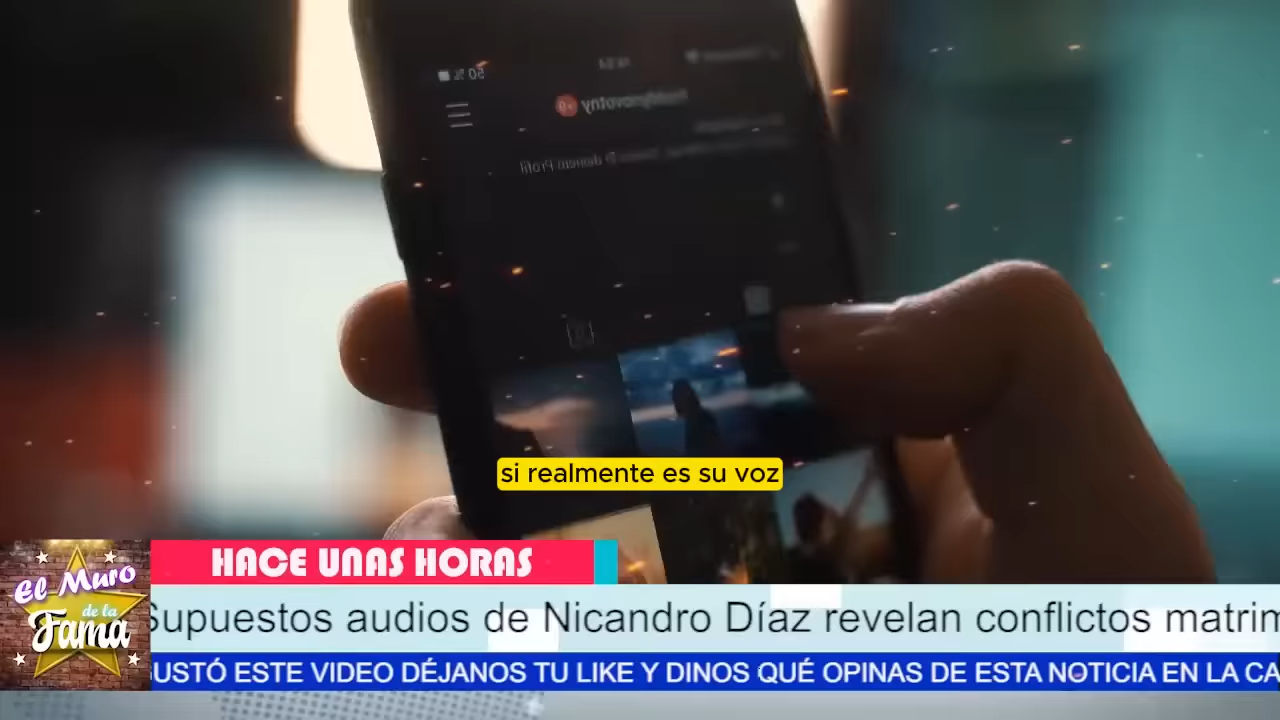 50 %
si realmente es su voz
HACE UNAS HORAS
El Muro
de la
Fama
Supuestos audios de Nicandro Díaz revelan conflictos matrim
USTÓ ESTE VIDEO DÉJANOS TU LIKE Y DINOS QUÉ OPINAS DE ESTA NOTICIA EN LA CA